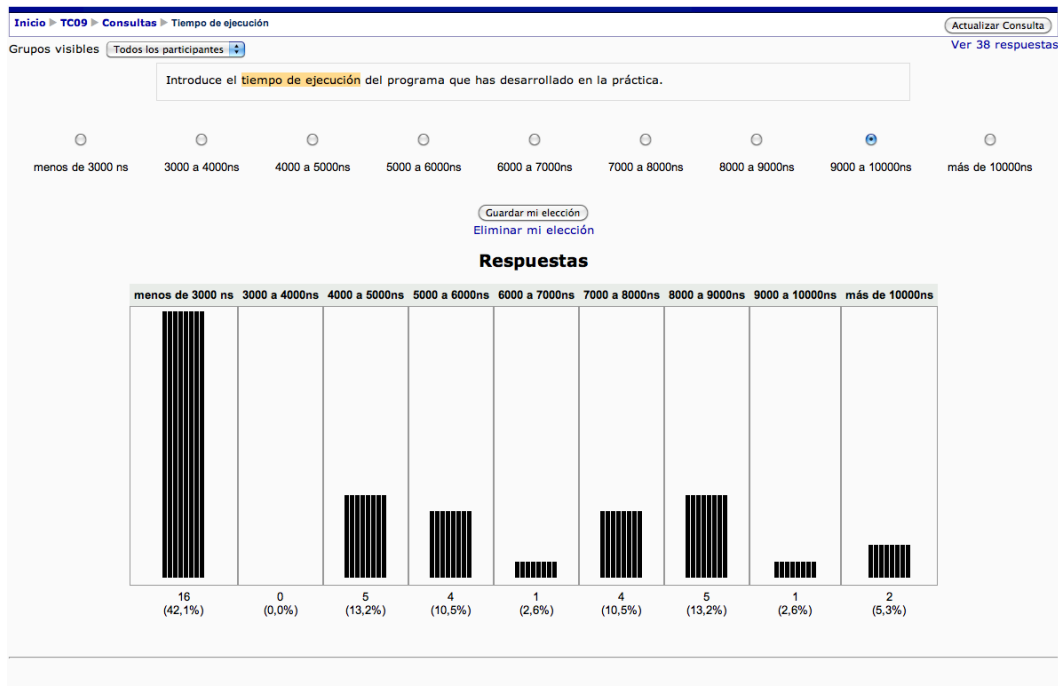 Inicio ▶ TC09 ▶ Consultas ▶ Tiempo de ejecución
Actualizar Consulta
Grupos visibles Todos los participantes
Ver 38 respuestas
Introduce el tiempo de ejecución del programa que has desarrollado en la práctica.
menos de 3000 ns 3000 a 4000ns 4000 a 5000ns 5000 a 6000ns 6000 a 7000ns 7000 a 8000ns 8000 a 9000ns 9000 a 10000ns más de 10000ns
Guardar mi elección
Eliminar mi elección
Respuestas
menos de 3000 ns 3000 a 4000ns 4000 a 5000ns 5000 a 6000ns 6000 a 7000ns 7000 a 8000ns 8000 a 9000ns 9000 a 10000ns más de 10000ns
16 0 5 4 1 4 5 1 2
(42,1%) (0,0%) (13,2%) (10,5%) (2,6%) (10,5%) (13,2%) (2,6%) (5,3%)